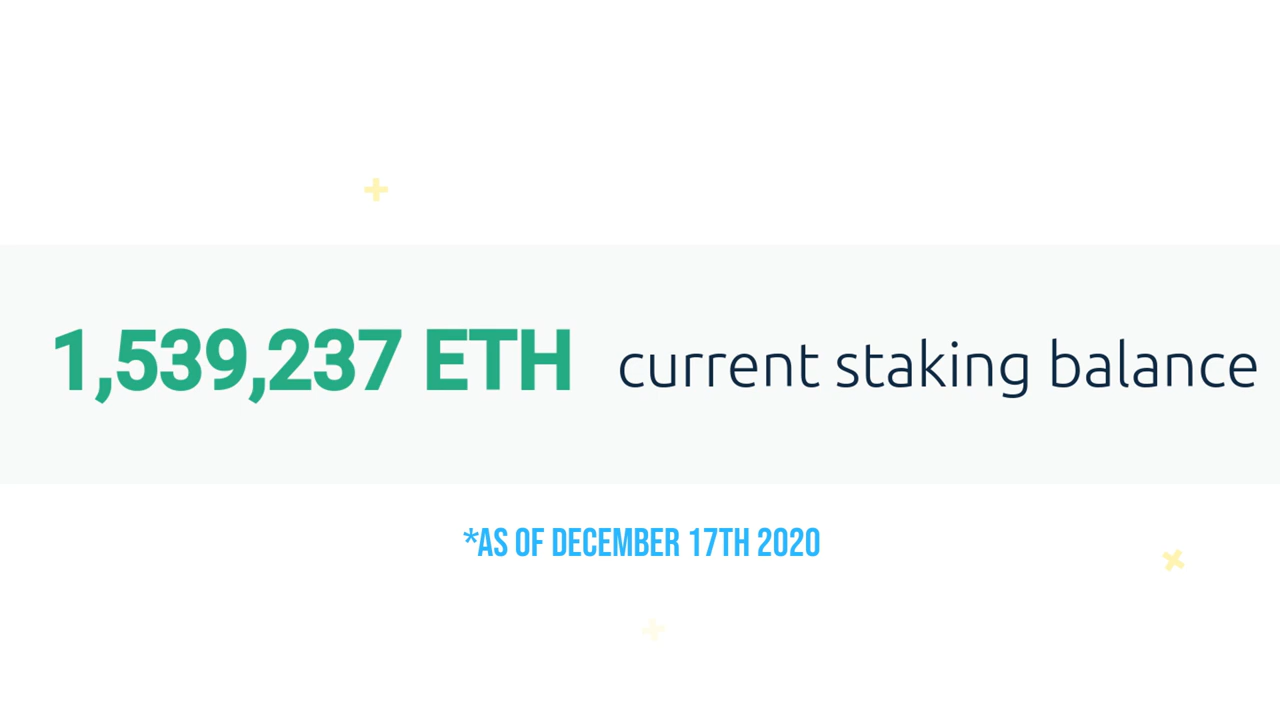 1,539,237 ETH current staking balance
*AS OF DECEMBER 17TH 2020